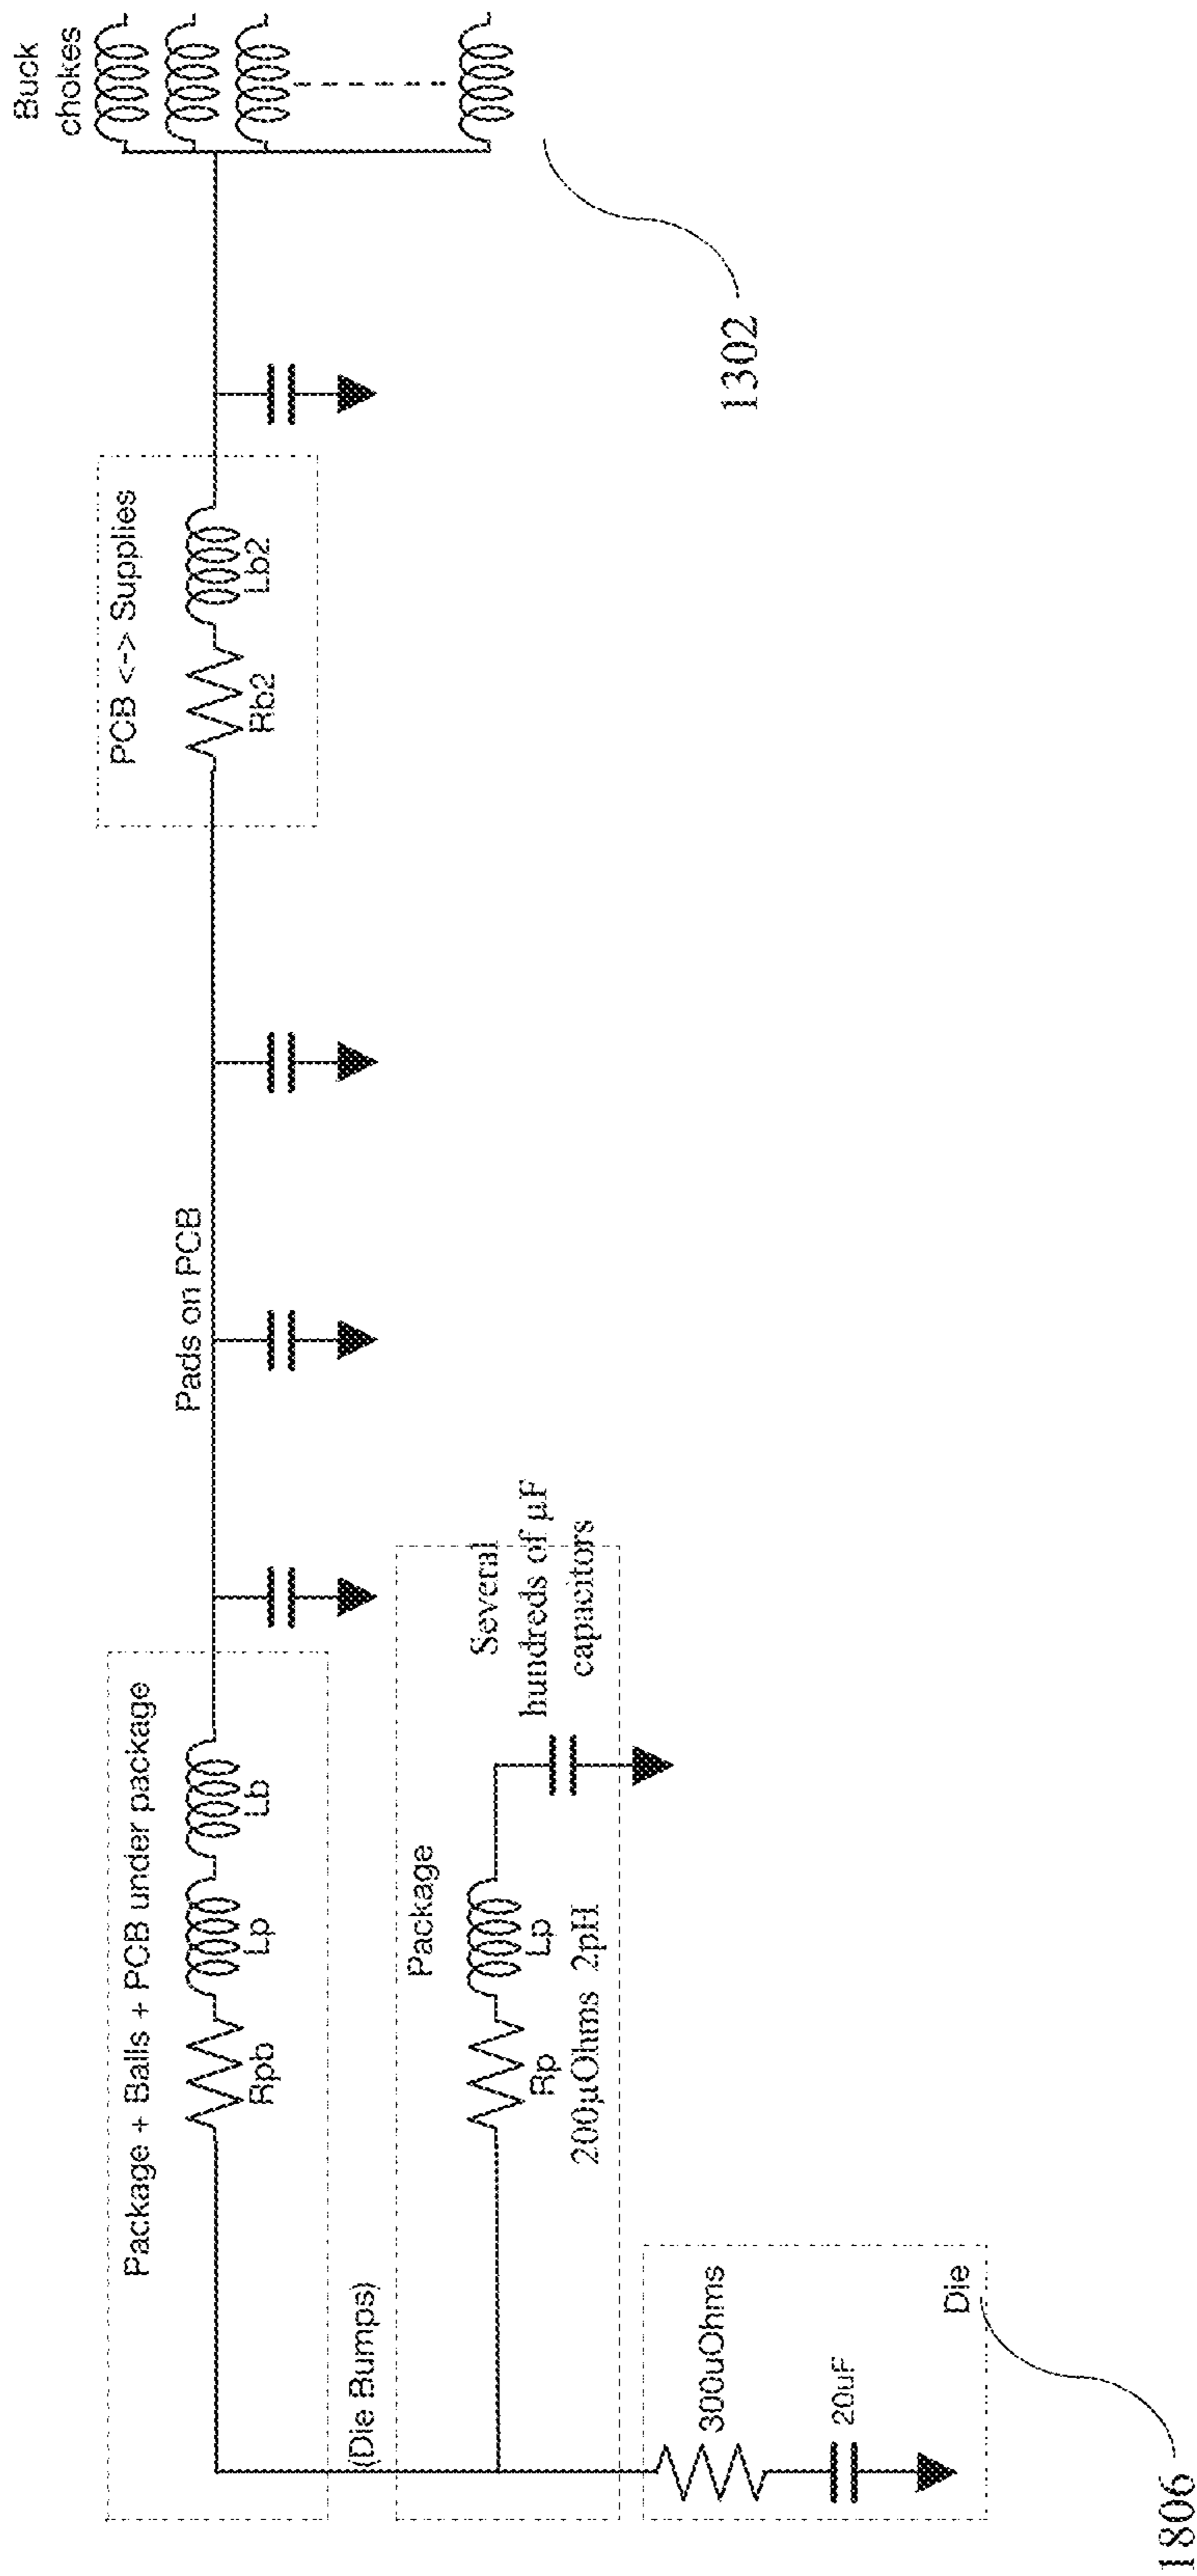 Buck
chokes
1302
PCB <-> Supplies
Rb2
Lb2
Pads on PCB
Package + Balls + PCB under package
Rpb
Lp
Lb
(Die Bumps)
Package
Rp
Lp
200µOhms 2pH
Several
hundreds of µF
capacitors
300uOhms
20uF
Die
1806